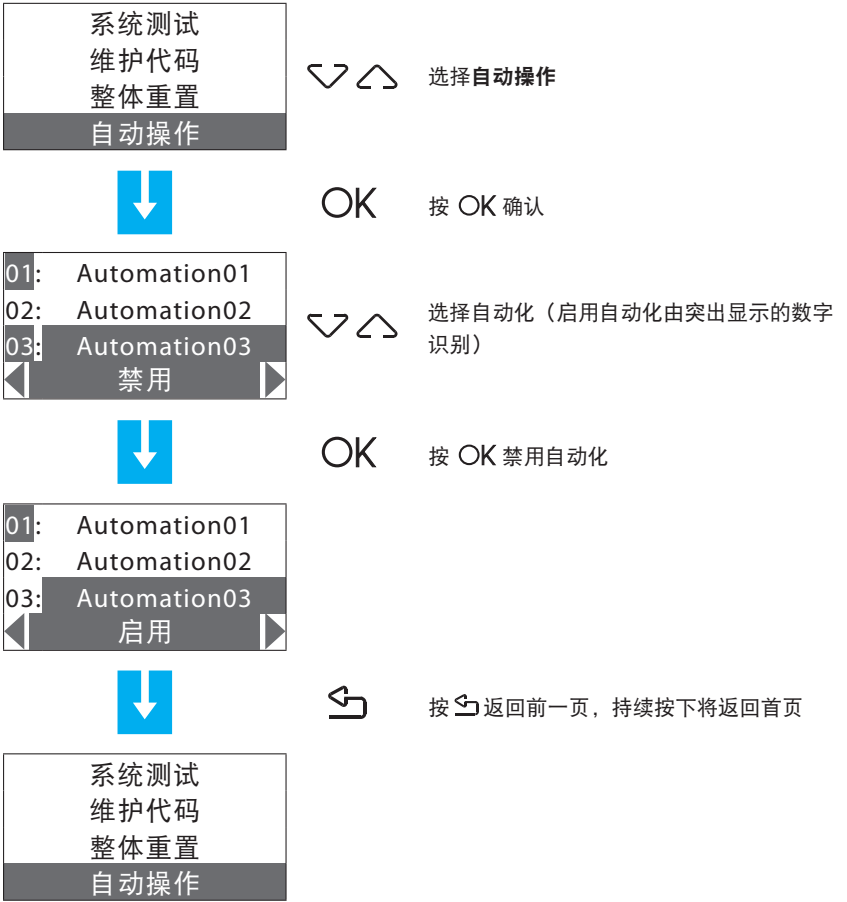 系统测试
维护代码
整体重置
自动操作
选择自动操作
OK 按 OK 确认
01: Automation01
02: Automation02
03: Automation03
禁用
选择自动化（启用自动化由突出显示的数字
识别）
OK 按 OK 禁用自动化
01: Automation01
02: Automation02
03: Automation03
启用
按返回前一页，持续按下将返回首页
系统测试
维护代码
整体重置
自动操作